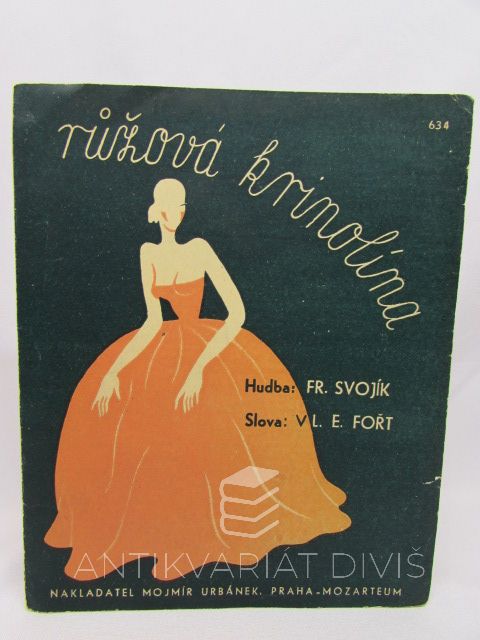 634
růžová krinolína
Hudba: FR. SVOJÍK
Slova: VL. E. FOŘT
ANTIKVARIÁT DIVIŠ
NAKLADATEL MOJMÍR URBÁNEK, PRAHA-MOZARTEUM